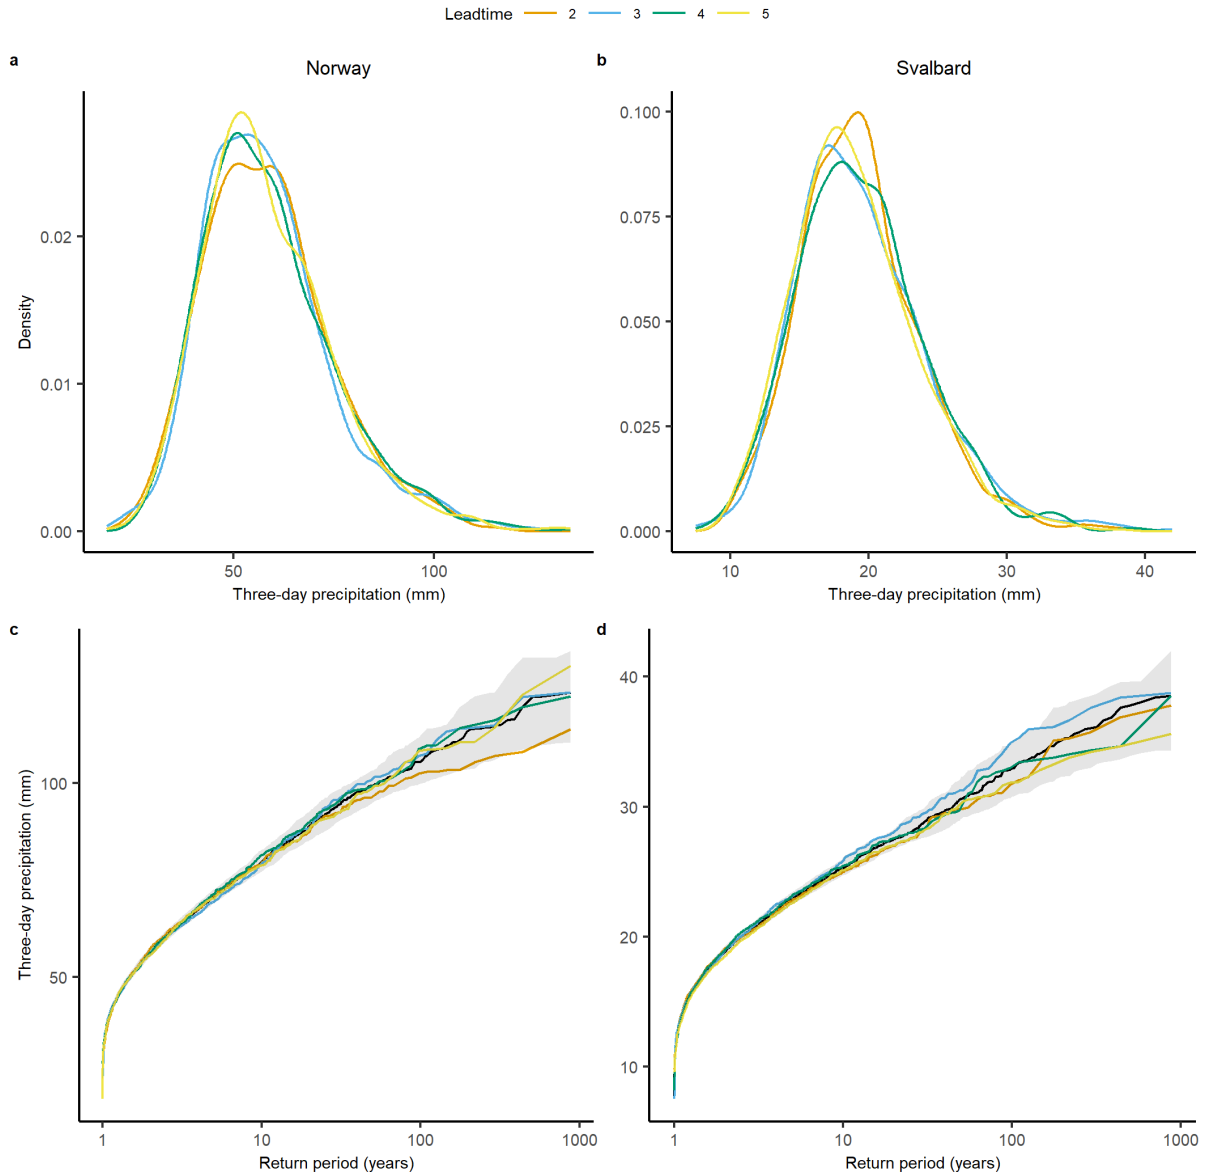 Leadtime 2 3 4 5
a
b
Norway
Svalbard
0.02
0.01
0.00
Density
50 100
Three-day precipitation (mm)
0.100
0.075
0.050
0.025
0.000
10 20 30 40
Three-day precipitation (mm)
c
d
100
50
Three-day precipitation (mm)
1 10 100 1000
Return period (years)
40
30
20
10
1 10 100 1000
Return period (years)